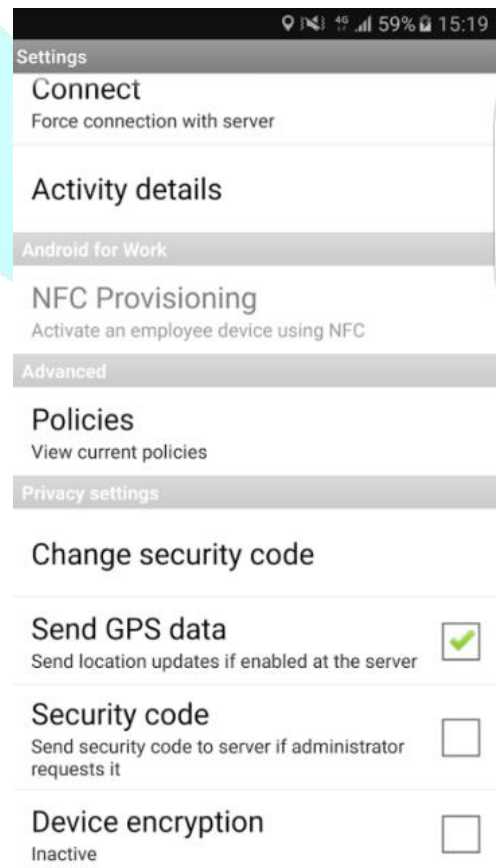 4G 59% 15:19
Settings
Connect
Force connection with server
Activity details
Android for Work
NFC Provisioning
Activate an employee device using NFC
Advanced
Policies
View current policies
Privacy settings
Change security code
Send GPS data
Send location updates if enabled at the server
Security code
Send security code to server if administrator
requests it
Device encryption
Inactive